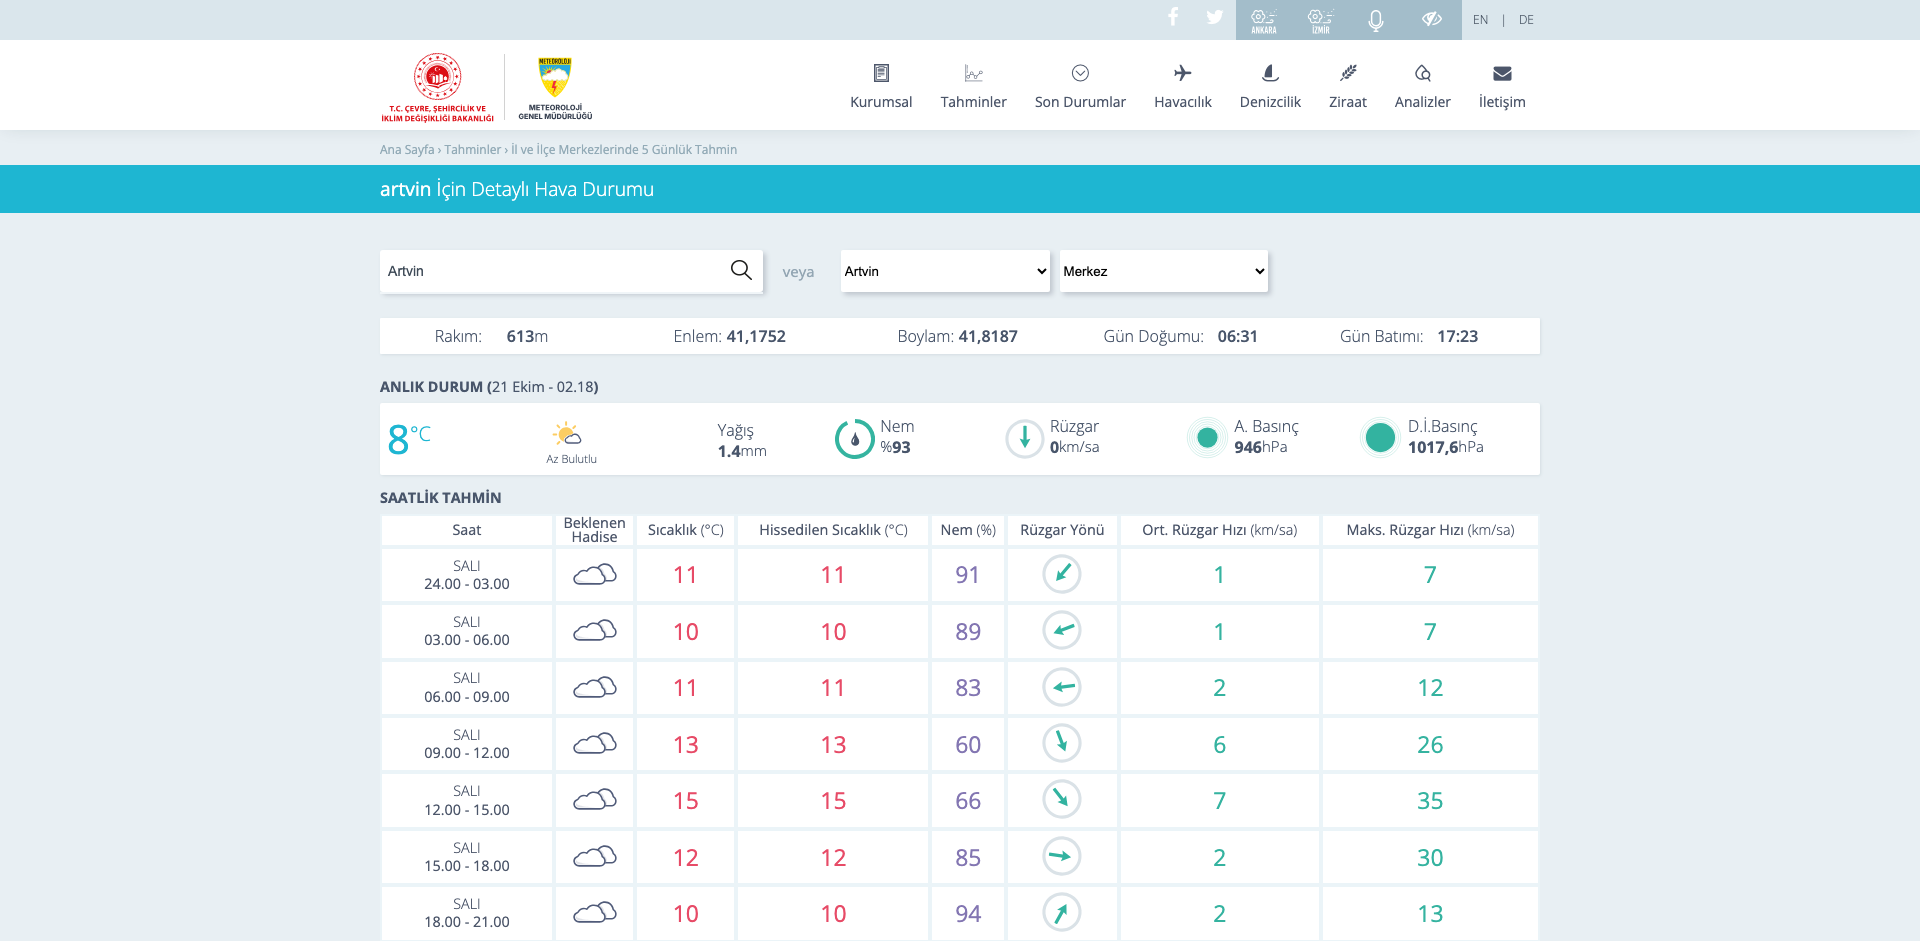 ANKARA
İZMİR
EN | DE
METEOROLOJİ
T.C. ÇEVRE, ŞEHİRCİLİK VE
İKLİM DEĞİŞİKLİĞİ BAKANLIĞI
METEOROLOJİ
GENEL MÜDÜRLÜĞÜ
Kurumsal Tahminler Son Durumlar Havacılık Denizcilik Ziraat Analizler İletişim
Ana Sayfa › Tahminler › İl ve İlçe Merkezlerinde 5 Günlük Tahmin
artvin İçin Detaylı Hava Durumu
Artvin veya Artvin Merkez
Rakım: 613m Enlem: 41,1752 Boylam: 41,8187 Gün Doğumu: 06:31 Gün Batımı: 17:23
ANLIK DURUM (21 Ekim - 02.18)
8°C
Az Bulutlu
Yağış
1.4mm
Nem
%93
Rüzgar
0km/sa
A. Basınç
946hPa
D.İ.Basınç
1017,6hPa
SAATLİK TAHMİN
Saat Beklenen Hadise Sıcaklık (°C) Hissedilen Sıcaklık (°C) Nem (%) Rüzgar Yönü Ort. Rüzgar Hızı (km/sa) Maks. Rüzgar Hızı (km/sa)
SALI
24.00 - 03.00 11 11 91 1 7
SALI
03.00 - 06.00 10 10 89 1 7
SALI
06.00 - 09.00 11 11 83 2 12
SALI
09.00 - 12.00 13 13 60 6 26
SALI
12.00 - 15.00 15 15 66 7 35
SALI
15.00 - 18.00 12 12 85 2 30
SALI
18.00 - 21.00 10 10 94 2 13